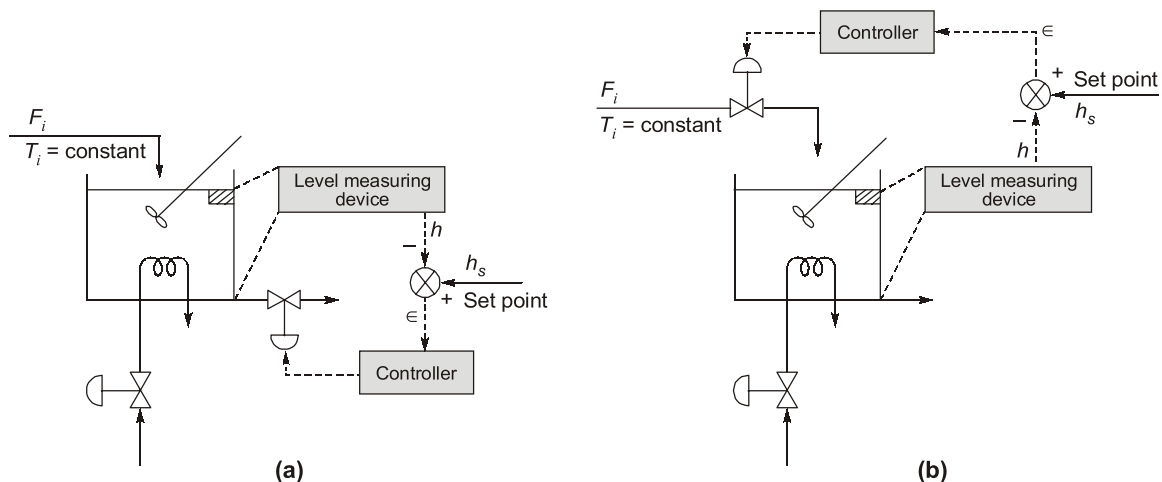 F_i
T_i = constant
Level measuring
device
h
–
h_s
+ Set point
∈
Controller
(a)
Controller
∈
+ Set point
h_s
–
h
F_i
T_i = constant
Level measuring
device
(b)